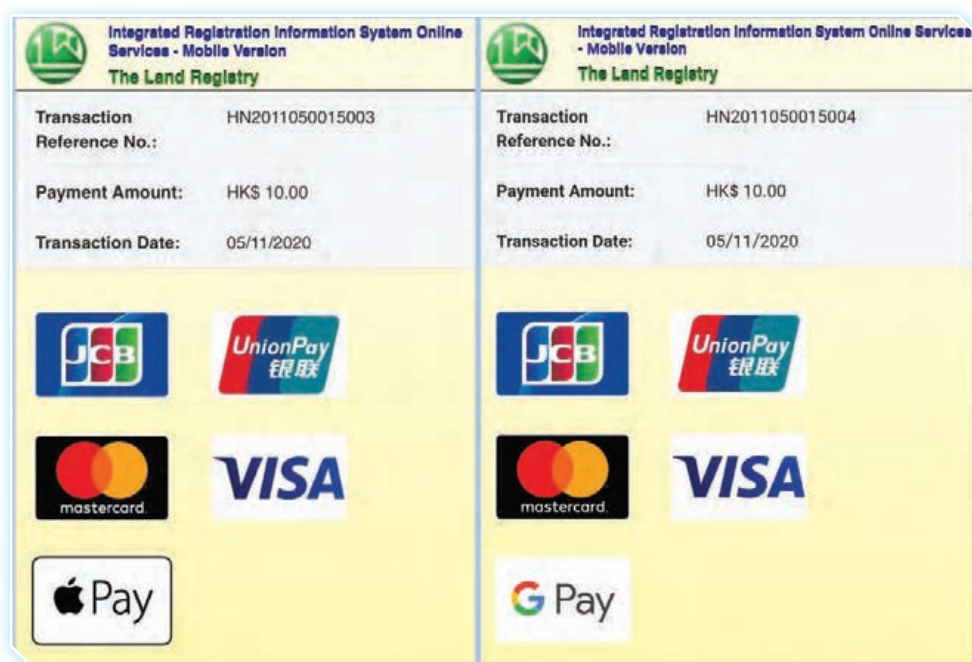 Integrated Registration Information System Online
Services - Mobile Version
The Land Registry
Transaction
Reference No.:
HN2011050015003
Payment Amount:
HK$ 10.00
Transaction Date:
05/11/2020
JCB
UnionPay
银联
mastercard.
VISA
Pay
Integrated Registration Information System Online Services
- Mobile Version
The Land Registry
Transaction
Reference No.:
HN2011050015004
Payment Amount:
HK$ 10.00
Transaction Date:
05/11/2020
JCB
UnionPay
银联
mastercard.
VISA
G Pay